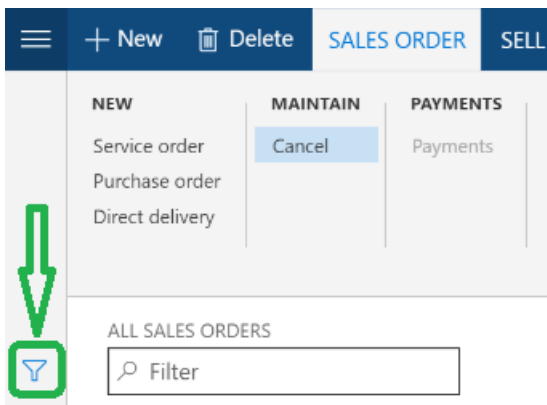 New Delete SALES ORDER SELL
NEW MAINTAIN PAYMENTS
Service order Cancel Payments
Purchase order
Direct delivery
ALL SALES ORDERS
Filter